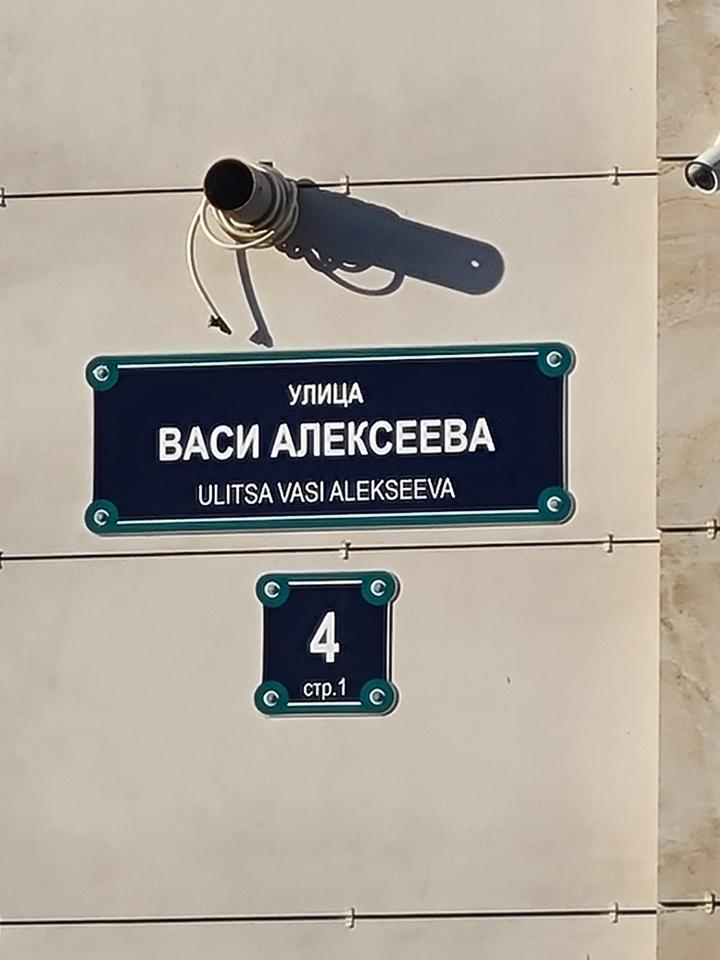 УЛИЦА
ВАСИ АЛЕКСЕЕВА
ULITSA VASI ALEKSEEVA
4
стр.1